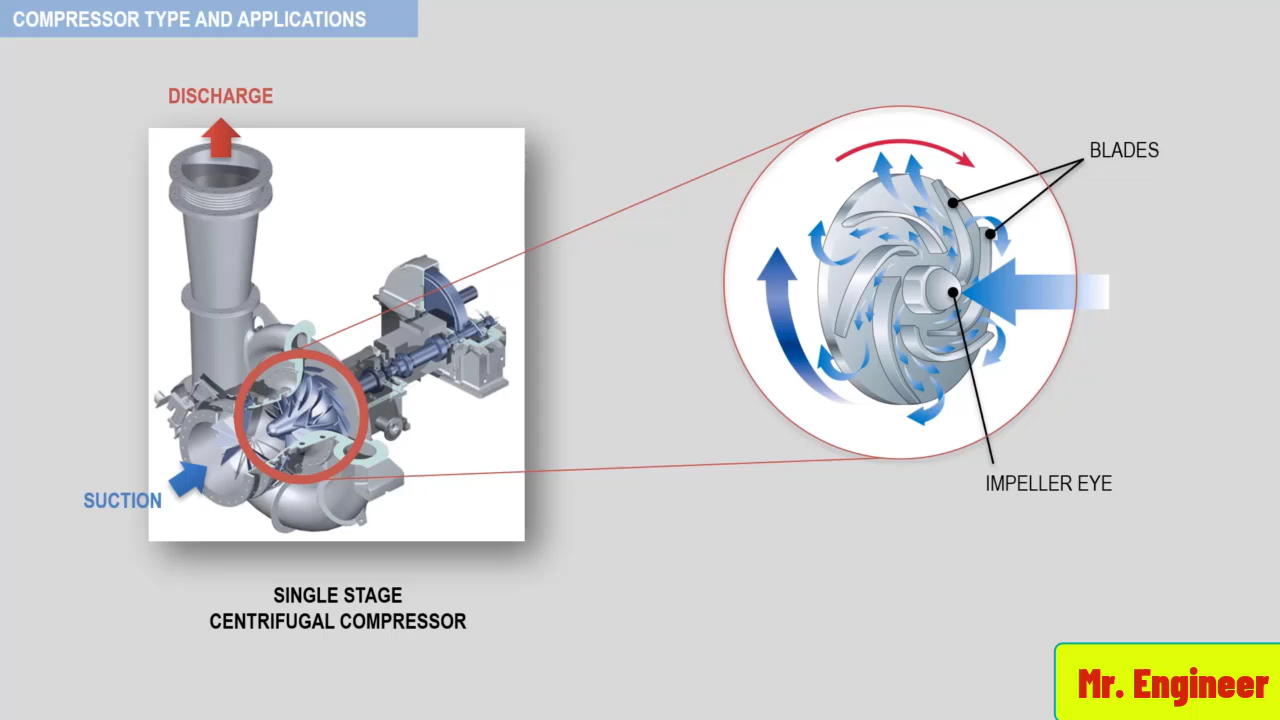 COMPRESSOR TYPE AND APPLICATIONS
DISCHARGE
BLADES
SUCTION
IMPELLER EYE
SINGLE STAGE
CENTRIFUGAL COMPRESSOR
Mr. Engineer